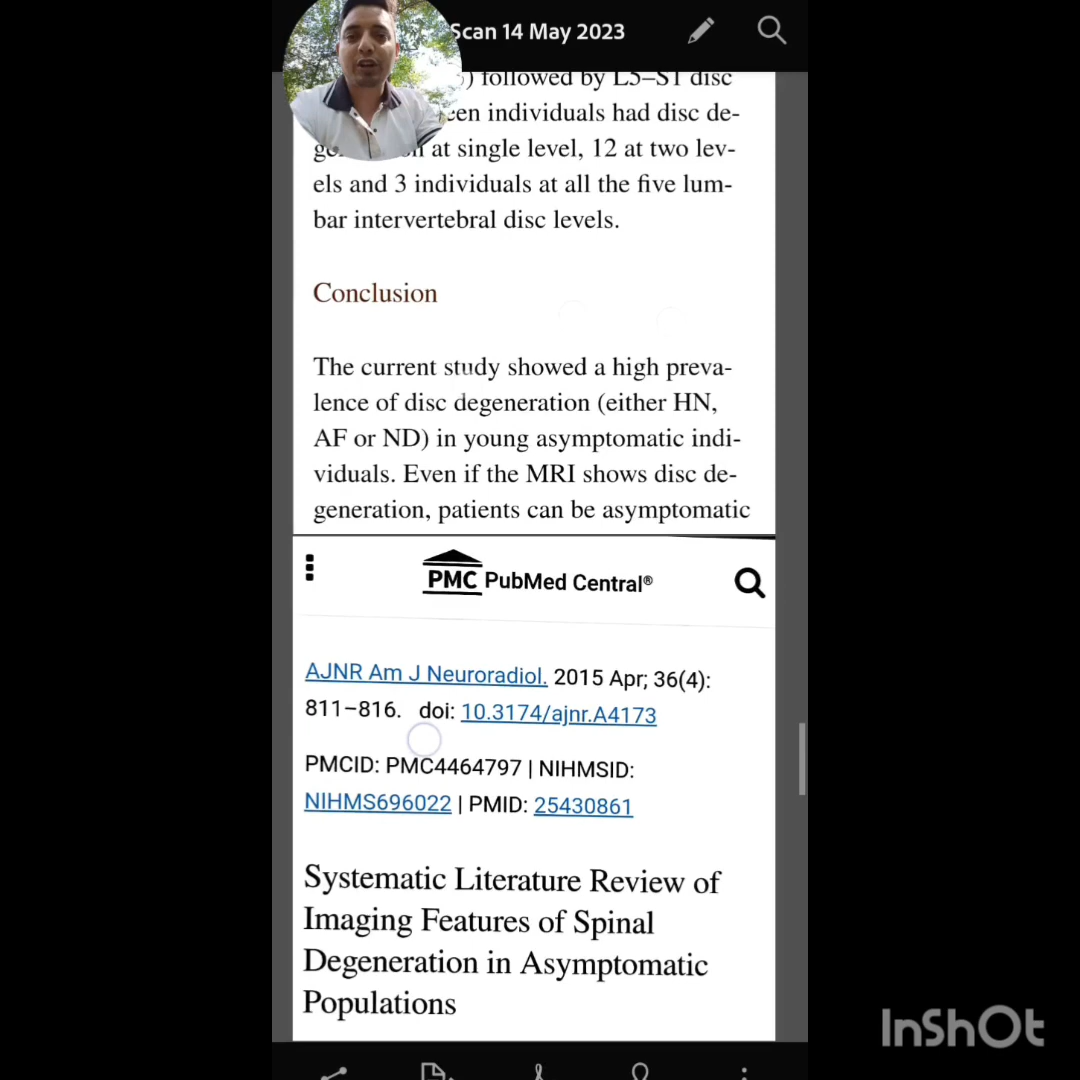 Scan 14 May 2023
) followed by L5–S1 disc
een individuals had disc de-
at single level, 12 at two lev-
els and 3 individuals at all the five lum-
bar intervertebral disc levels.
Conclusion
The current study showed a high preva-
lence of disc degeneration (either HN,
AF or ND) in young asymptomatic indi-
viduals. Even if the MRI shows disc de-
generation, patients can be asymptomatic
PMC PubMed Central®
AJNR Am J Neuroradiol. 2015 Apr; 36(4):
811–816. doi: 10.3174/ajnr.A4173
PMCID: PMC4464797 | NIHMSID:
NIHMS696022 | PMID: 25430861
Systematic Literature Review of
Imaging Features of Spinal
Degeneration in Asymptomatic
Populations
InShOt